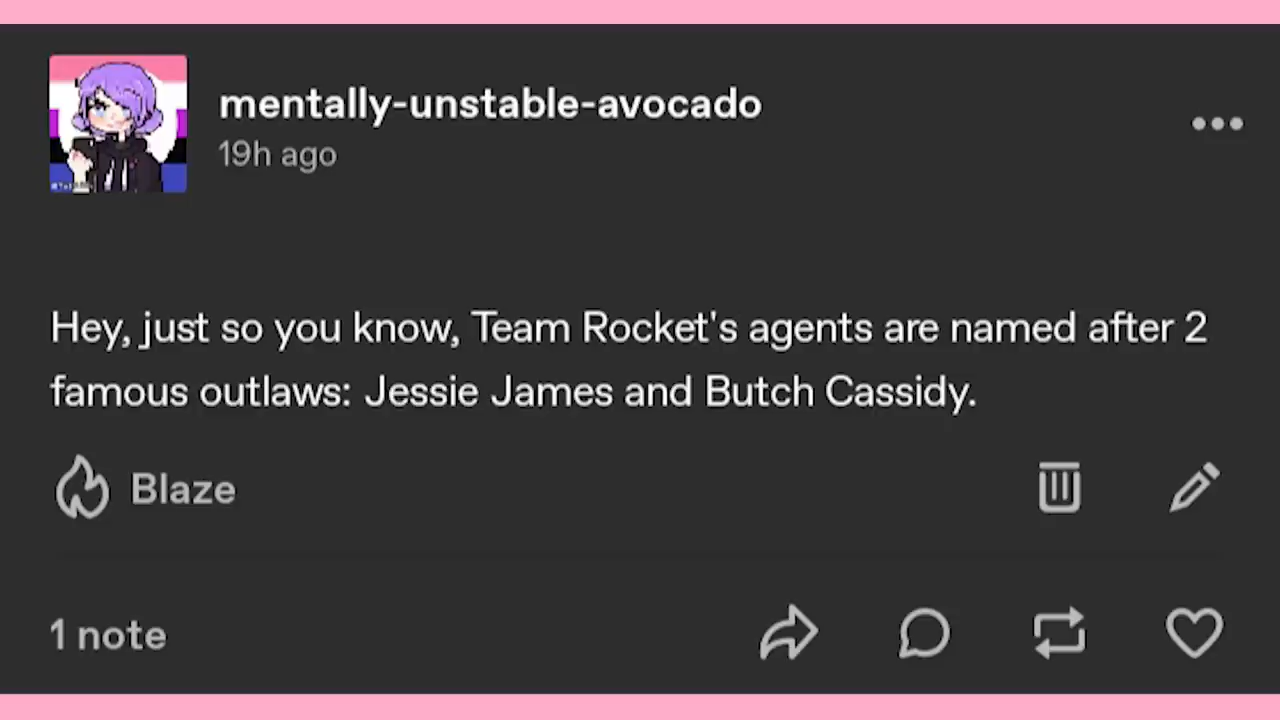 mentally-unstable-avocado
19h ago
Hey, just so you know, Team Rocket's agents are named after 2
famous outlaws: Jessie James and Butch Cassidy.
Blaze
1 note